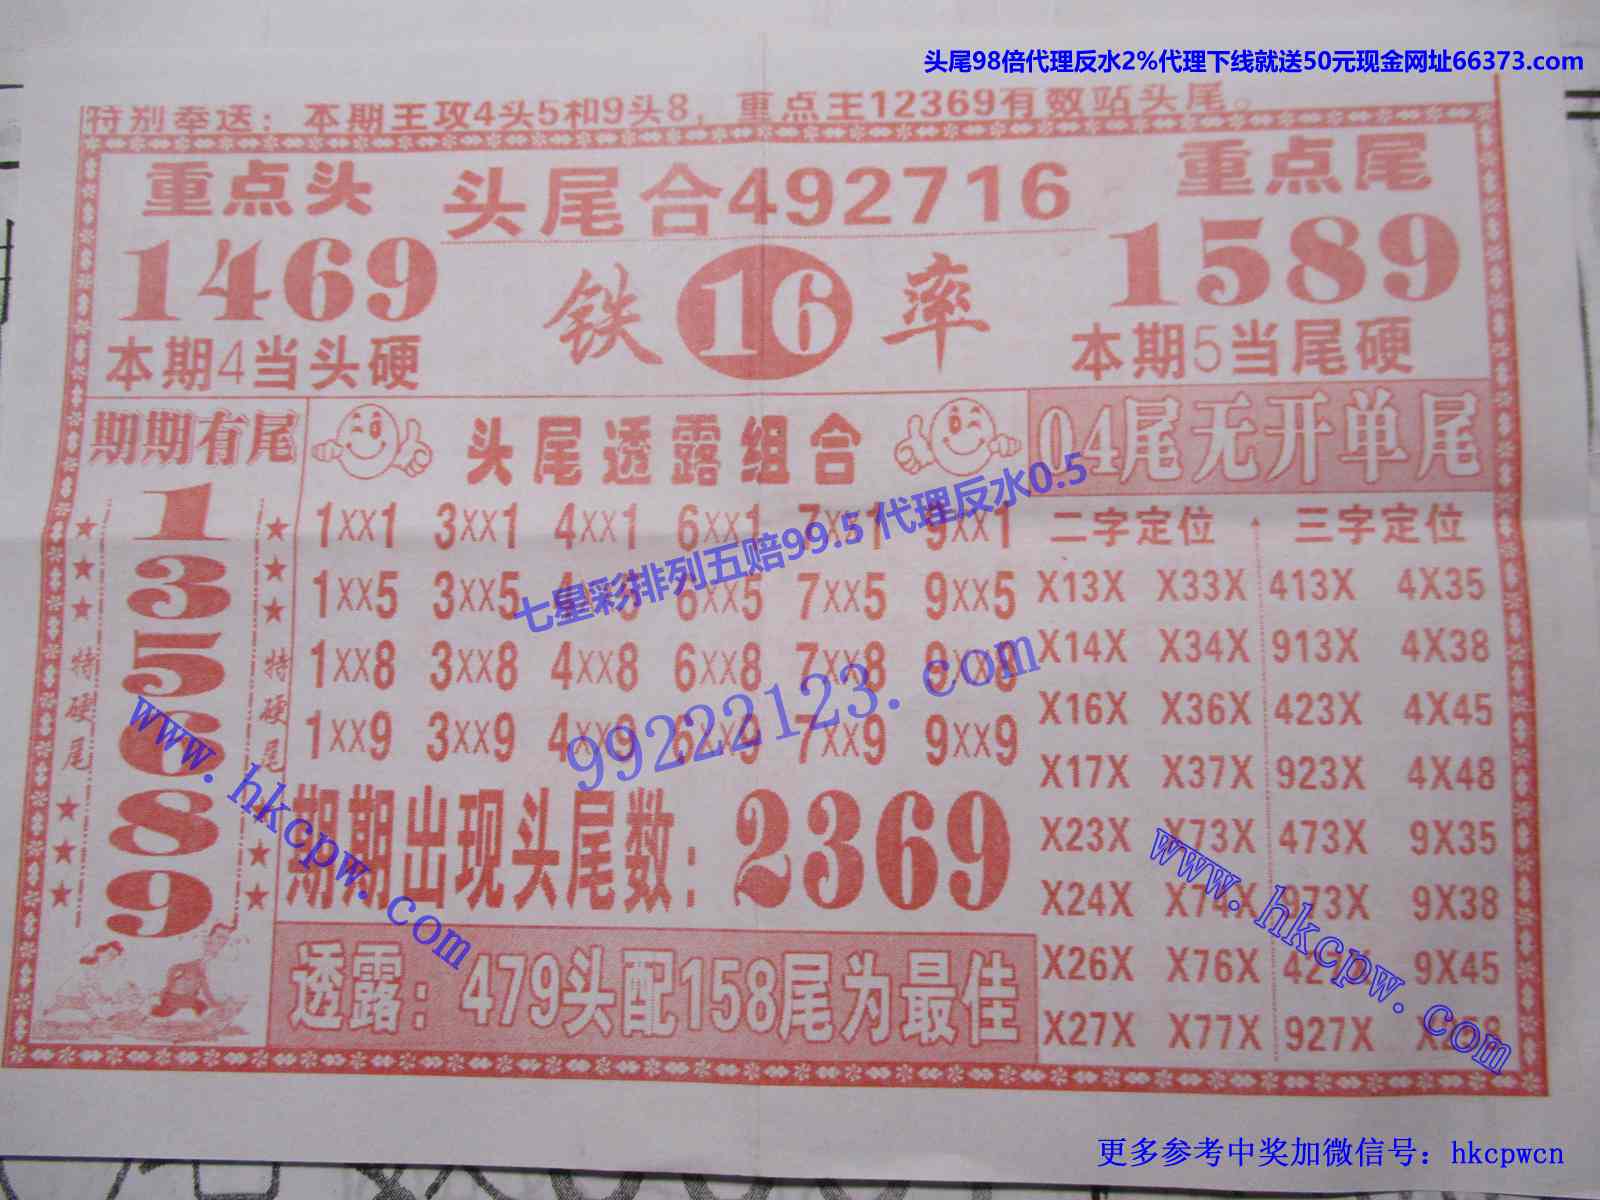 头尾98倍代理反水2%代理下线就送50元现金网址66373.com
特别奉送：本期主攻4头5和9头8，重点主12369有数站头尾。
重点头 头尾合492716 重点尾
1469 铁16率 1589
本期4当头硬 本期5当尾硬
期期有尾 头尾透露组合 04尾无开单尾
1
3
5
6
8
9
特硬尾
特硬尾
1XX1 3XX1 4XX1 6XX1 7XX1 9XX1
1XX5 3XX5 4XX5 6XX5 7XX5 9XX5
1XX8 3XX8 4XX8 6XX8 7XX8 9XX8
1XX9 3XX9 4XX9 6XX9 7XX9 9XX9
期期出现头尾数：2369
透露：479头配158尾为最佳
二字定位 三字定位
X13X X33X 413X 4X35
X14X X34X 913X 4X38
X16X X36X 423X 4X45
X17X X37X 923X 4X48
X23X X73X 473X 9X35
X24X X74X 973X 9X38
X26X X76X 9X45
X27X X77X 927X
七星彩排列五赔99.5 代理反水0.5
99222123.com
www.hkcpw.com
www.hkcpw.com
更多参考中奖加微信号：hkcpwcn